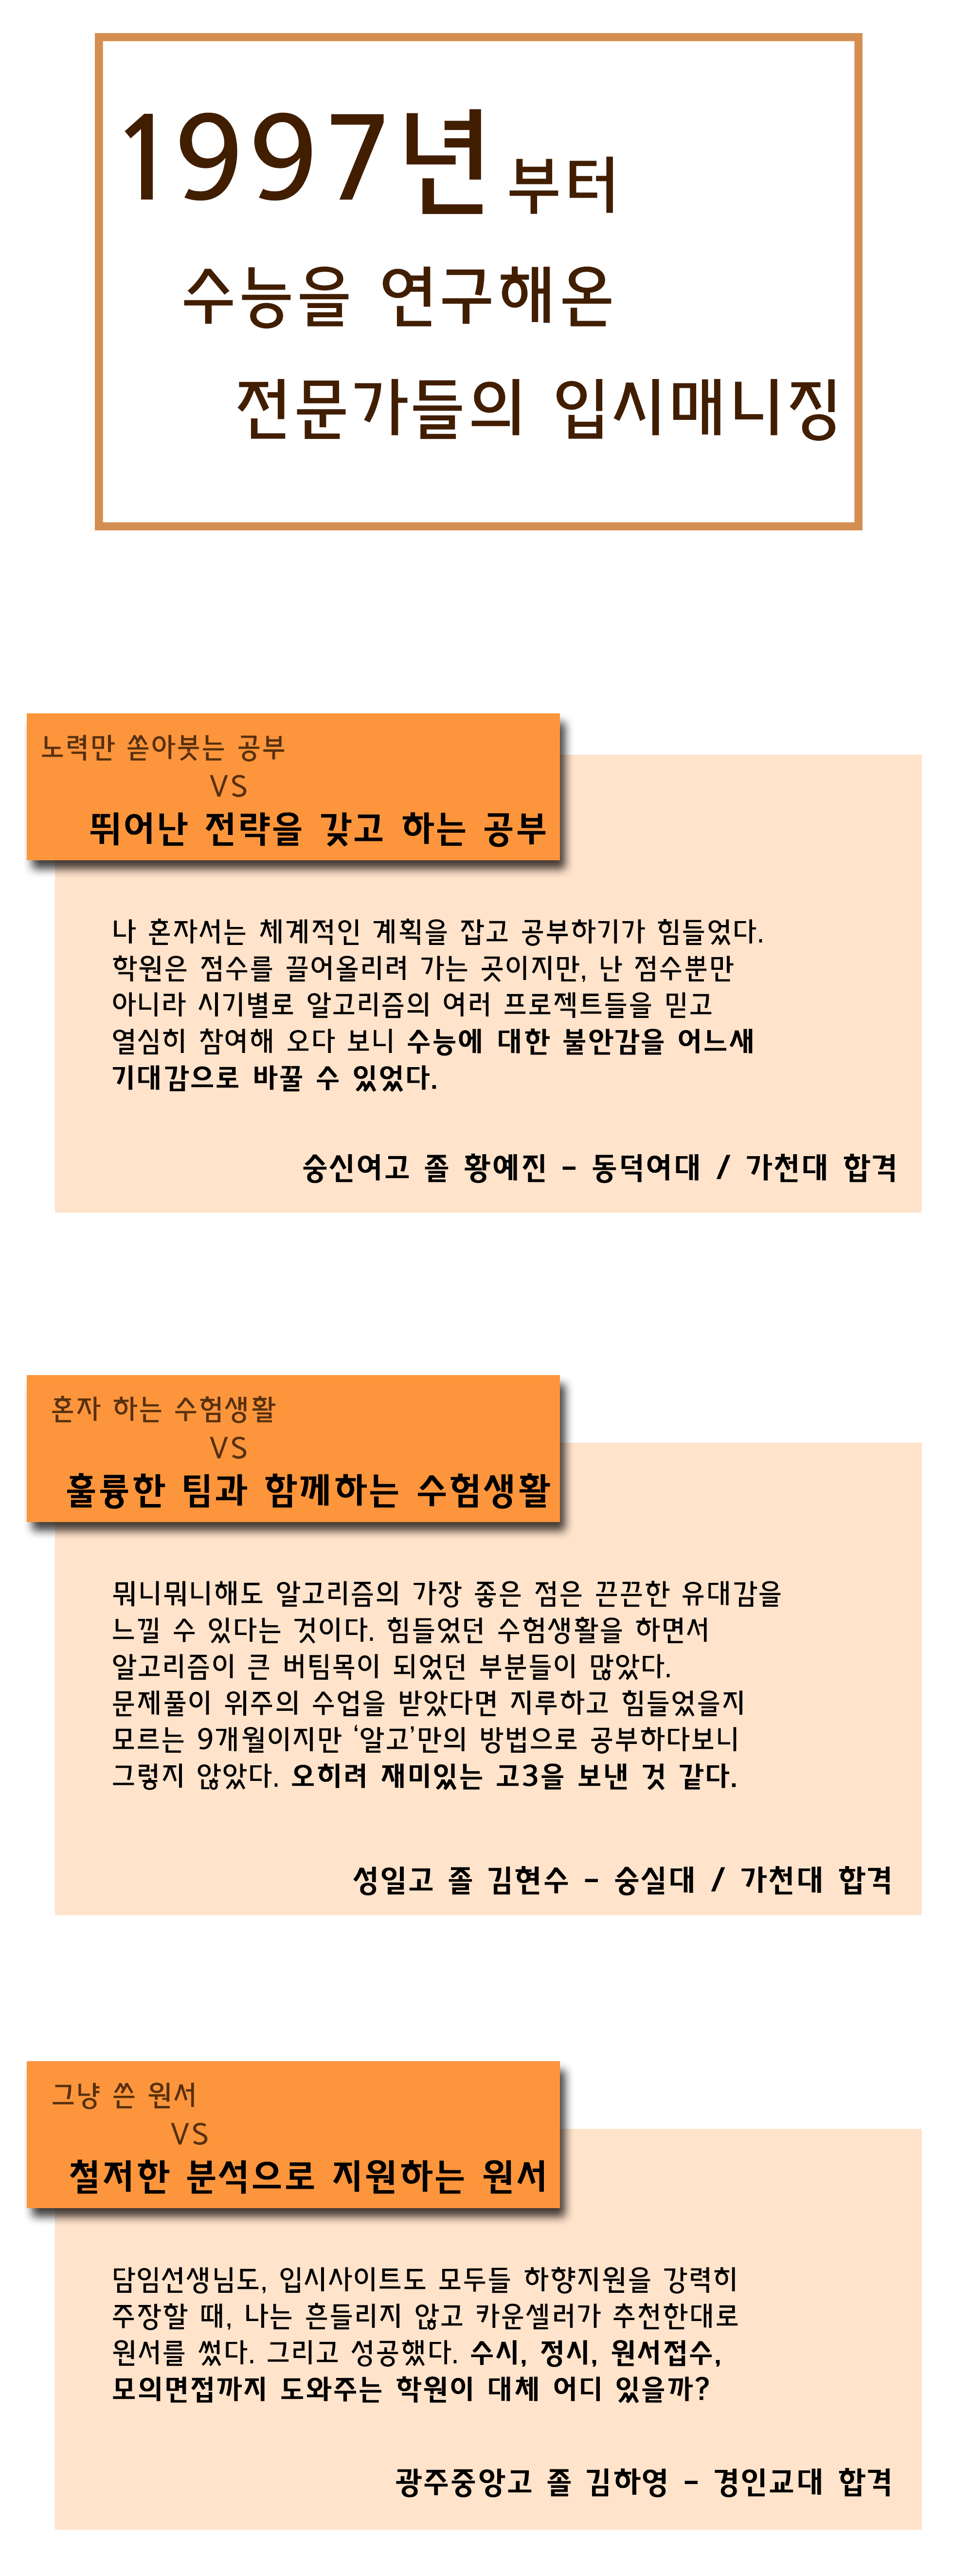 1997년 부터
수능을 연구해온
전문가들의 입시매니징
노력만 쏟아붓는 공부
VS
뛰어난 전략을 갖고 하는 공부
나 혼자서는 체계적인 계획을 잡고 공부하기가 힘들었다.
학원은 점수를 끌어올리려 가는 곳이지만, 난 점수뿐만
아니라 시기별로 알고리즘의 여러 프로젝트들을 믿고
열심히 참여해 오다 보니 수능에 대한 불안감을 어느새
기대감으로 바꿀 수 있었다.
숭신여고 졸 황예진 - 동덕여대 / 가천대 합격
혼자 하는 수험생활
VS
훌륭한 팀과 함께하는 수험생활
뭐니뭐니해도 알고리즘의 가장 좋은 점은 끈끈한 유대감을
느낄 수 있다는 것이다. 힘들었던 수험생활을 하면서
알고리즘이 큰 버팀목이 되었던 부분들이 많았다.
문제풀이 위주의 수업을 받았다면 지루하고 힘들었을지
모르는 9개월이지만 ‘알고’만의 방법으로 공부하다보니
그렇지 않았다. 오히려 재미있는 고3을 보낸 것 같다.
성일고 졸 김현수 - 숭실대 / 가천대 합격
그냥 쓴 원서
VS
철저한 분석으로 지원하는 원서
담임선생님도, 입시사이트도 모두들 하향지원을 강력히
주장할 때, 나는 흔들리지 않고 카운셀러가 추천한대로
원서를 썼다. 그리고 성공했다. 수시, 정시, 원서접수,
모의면접까지 도와주는 학원이 대체 어디 있을까?
광주중앙고 졸 김하영 - 경인교대 합격